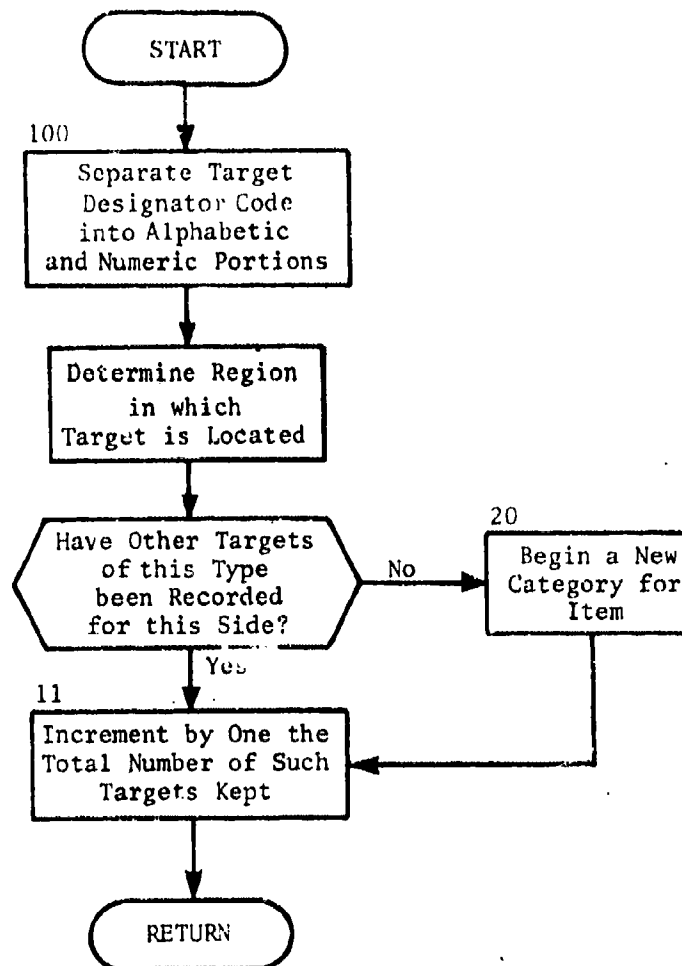 START
100
Separate Target
Designator Code
into Alphabetic
and Numeric Portions
Determine Region
in which
Target is Located
Have Other Targets
of this Type
been Recorded
for this Side?
No
20
Begin a New
Category for
Item
Yes
11
Increment by One the
Total Number of Such
Targets Kept
RETURN